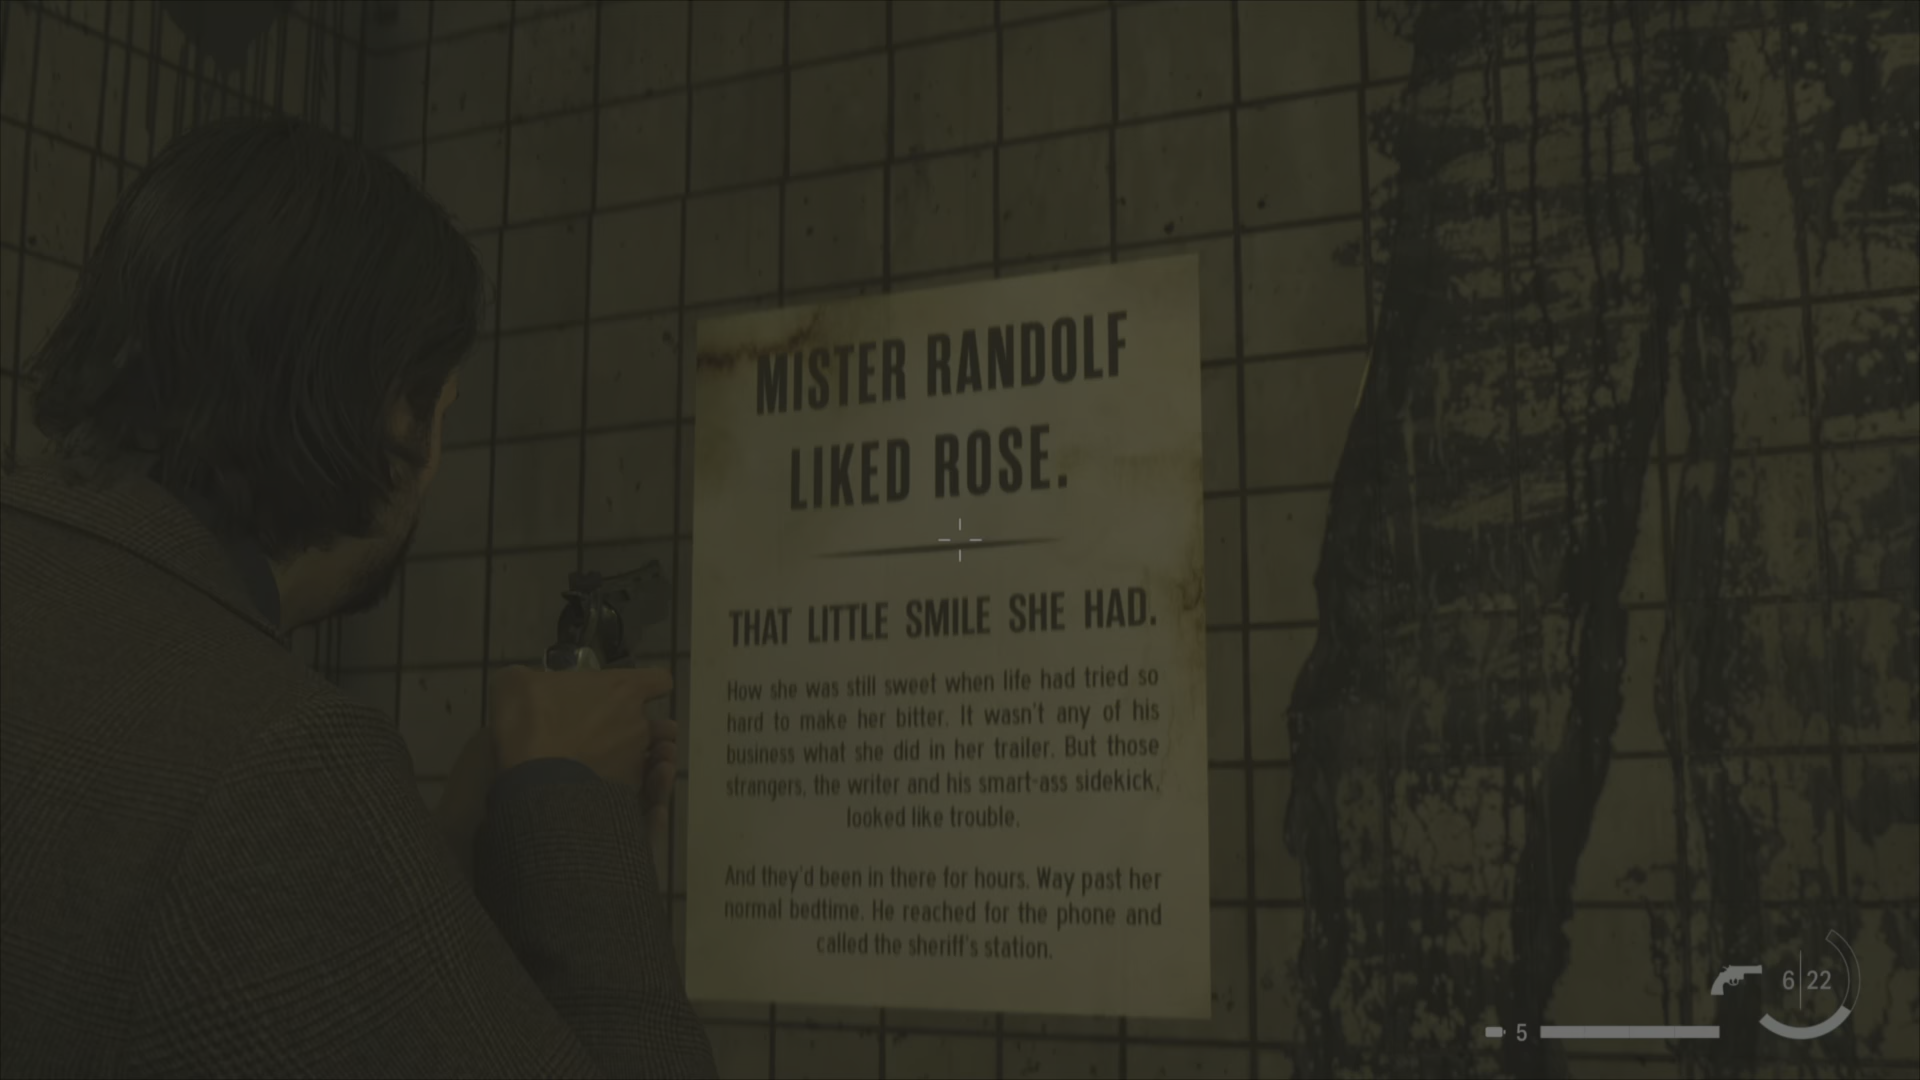 MISTER RANDOLF
LIKED ROSE.
THAT LITTLE SMILE SHE HAD.
How she was still sweet when life had tried so
hard to make her bitter. It wasn't any of his
business what she did in her trailer. But those
strangers, the writer and his smart-ass sidekick,
looked like trouble.
And they'd been in there for hours. Way past her
normal bedtime. He reached for the phone and
called the sheriff's station.
6|22
5